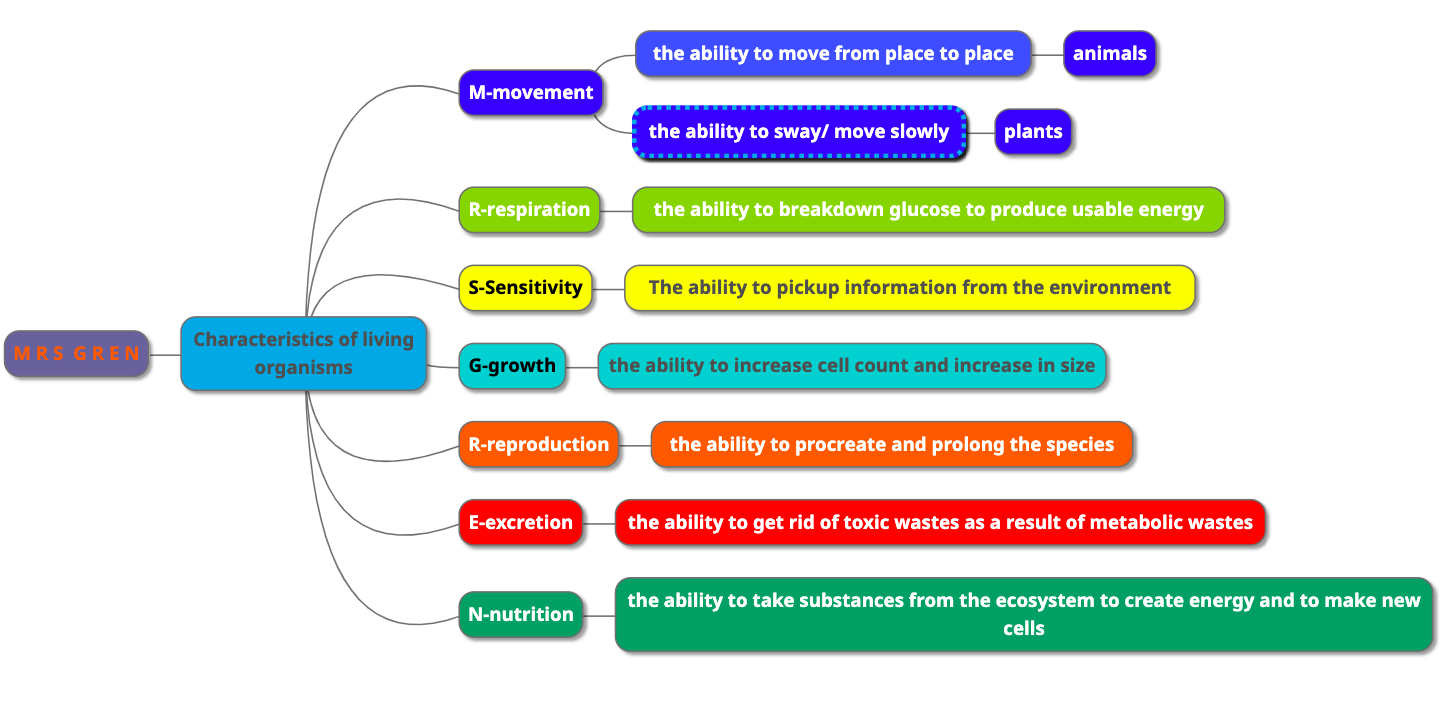 M R S G R E N
Characteristics of living
organisms
M-movement
the ability to move from place to place
animals
the ability to sway/ move slowly
plants
R-respiration
the ability to breakdown glucose to produce usable energy
S-Sensitivity
The ability to pickup information from the environment
G-growth
the ability to increase cell count and increase in size
R-reproduction
the ability to procreate and prolong the species
E-excretion
the ability to get rid of toxic wastes as a result of metabolic wastes
N-nutrition
the ability to take substances from the ecosystem to create energy and to make new
cells